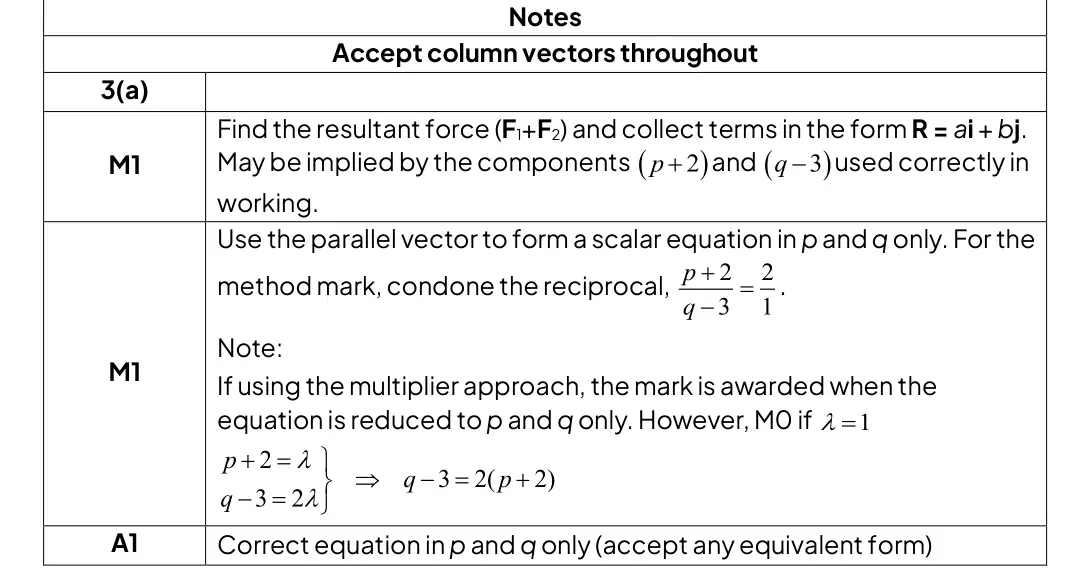 Notes
Accept column vectors throughout
3(a)
M1
Find the resultant force (F₁+F₂) and collect terms in the form R = ai + bj.
May be implied by the components (p + 2) and (q − 3) used correctly in
working.
M1
Use the parallel vector to form a scalar equation in p and q only. For the
method mark, condone the reciprocal, (p + 2)/(q − 3) = 2/1 .
Note:
If using the multiplier approach, the mark is awarded when the
equation is reduced to p and q only. However, M0 if λ = 1
p + 2 = λ
q − 3 = 2λ } ⇒ q − 3 = 2(p + 2)
A1
Correct equation in p and q only (accept any equivalent form)